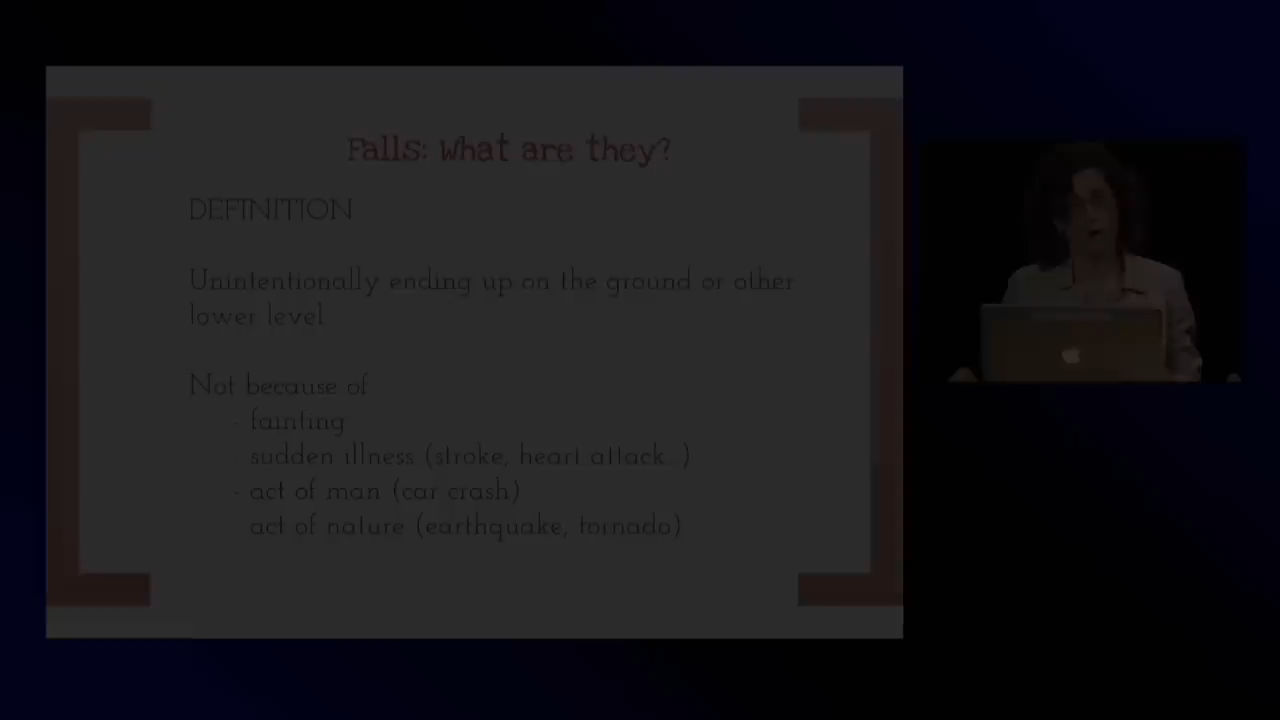 Falls: What are they?
DEFINITION
Unintentionally ending up on the ground or other
lower level
Not because of
- fainting
- sudden illness (stroke, heart attack...)
- act of man (car crash)
- act of nature (earthquake, tornado)